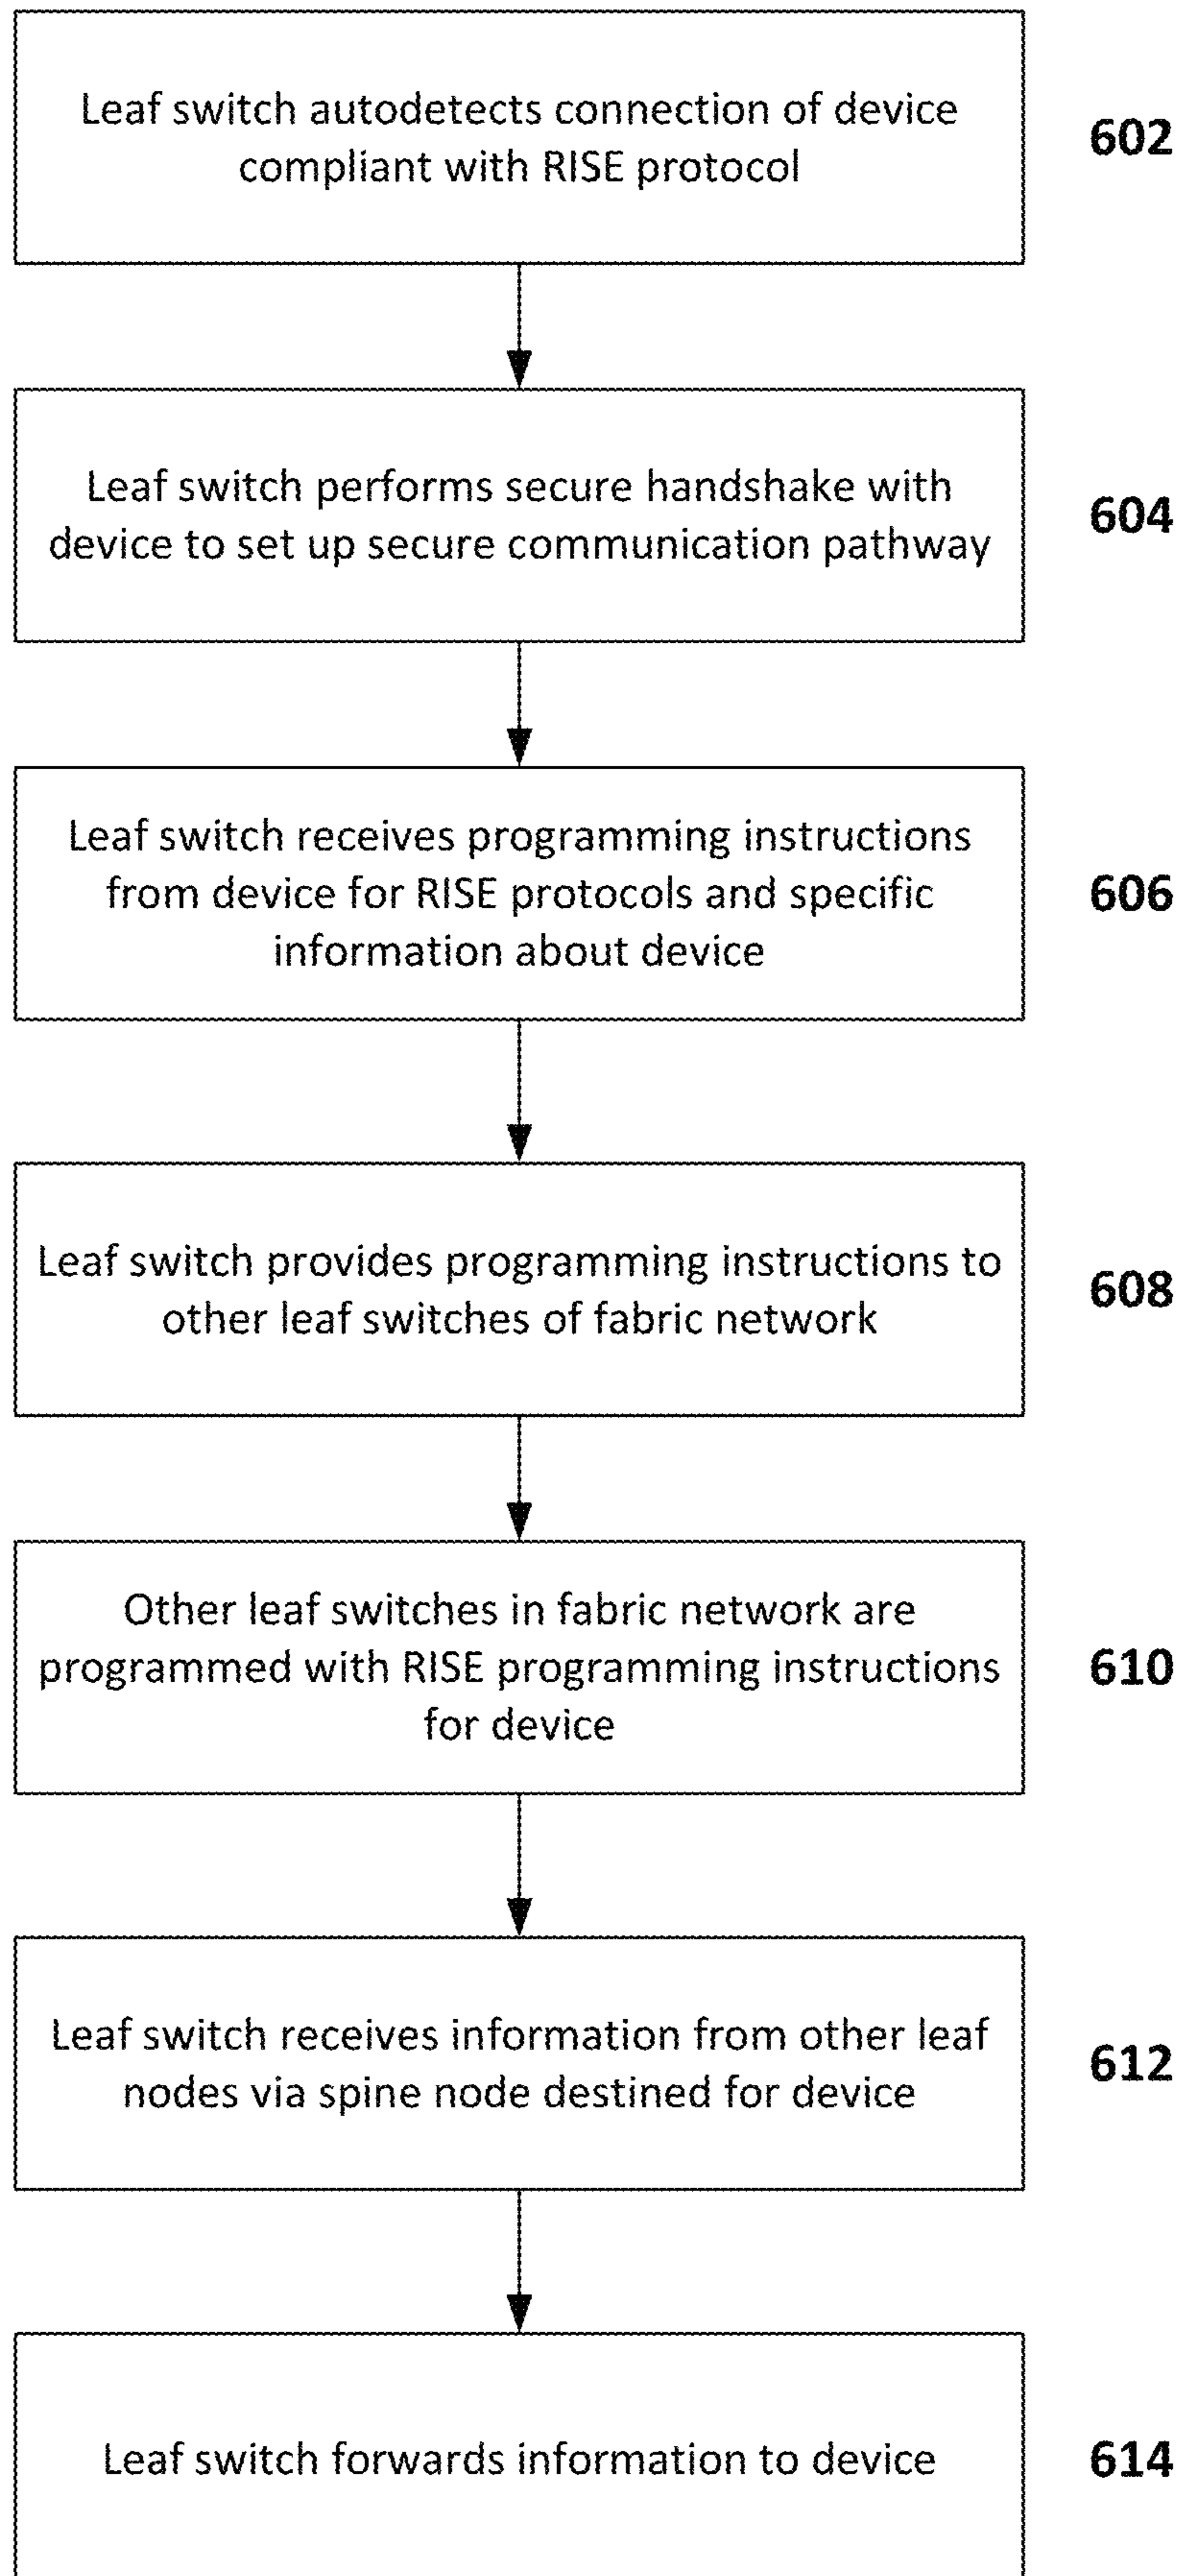 Leaf switch autodetects connection of device
compliant with RISE protocol
602
Leaf switch performs secure handshake with
device to set up secure communication pathway
604
Leaf switch receives programming instructions
from device for RISE protocols and specific
information about device
606
Leaf switch provides programming instructions to
other leaf switches of fabric network
608
Other leaf switches in fabric network are
programmed with RISE programming instructions
for device
610
Leaf switch receives information from other leaf
nodes via spine node destined for device
612
Leaf switch forwards information to device
614